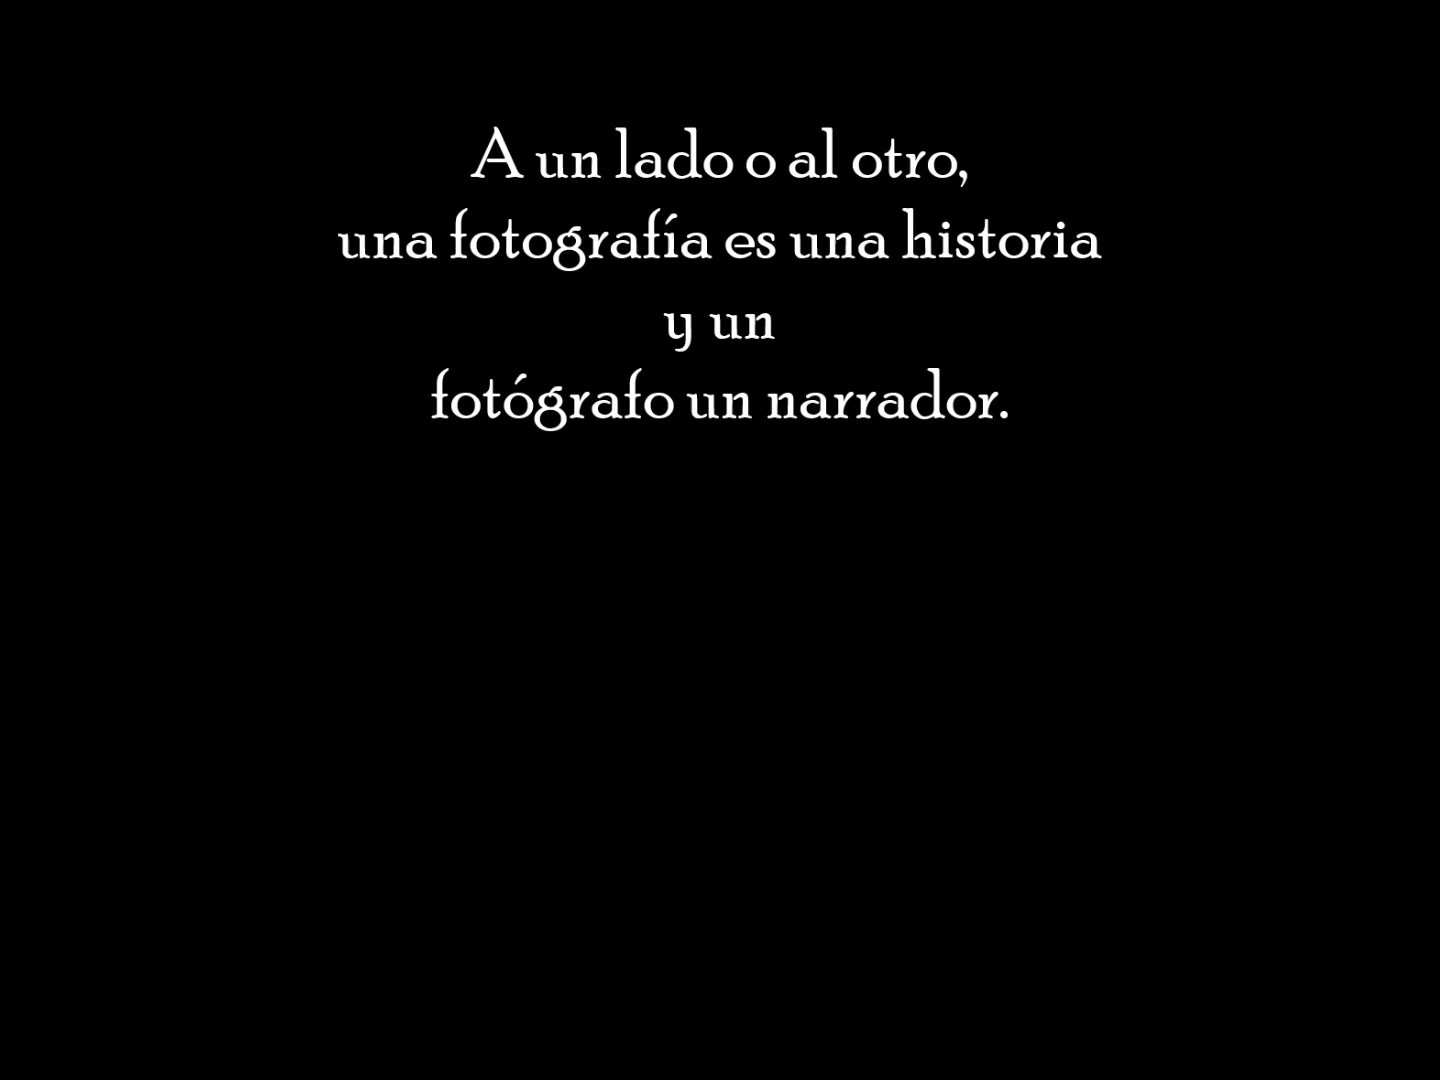 A un lado o al otro,
una fotografía es una historia
y un
fotógrafo un narrador.